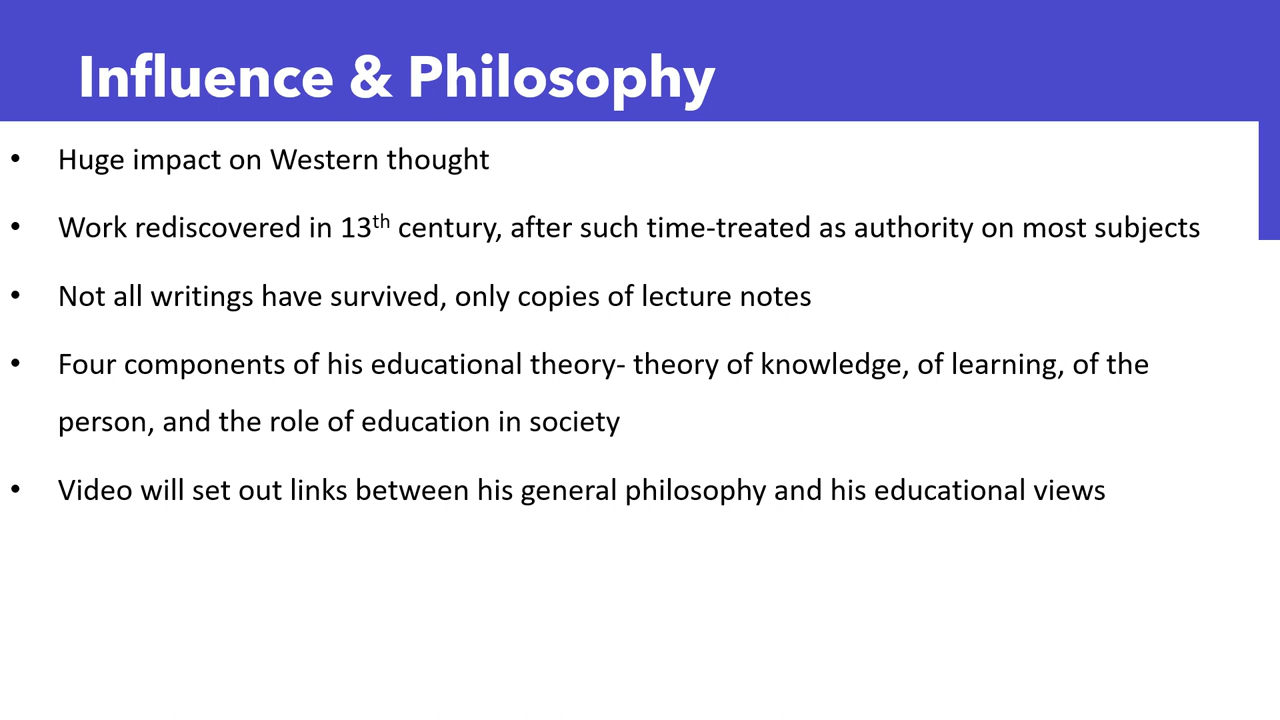 Influence & Philosophy
• Huge impact on Western thought
• Work rediscovered in 13th century, after such time-treated as authority on most subjects
• Not all writings have survived, only copies of lecture notes
• Four components of his educational theory- theory of knowledge, of learning, of the
person, and the role of education in society
• Video will set out links between his general philosophy and his educational views